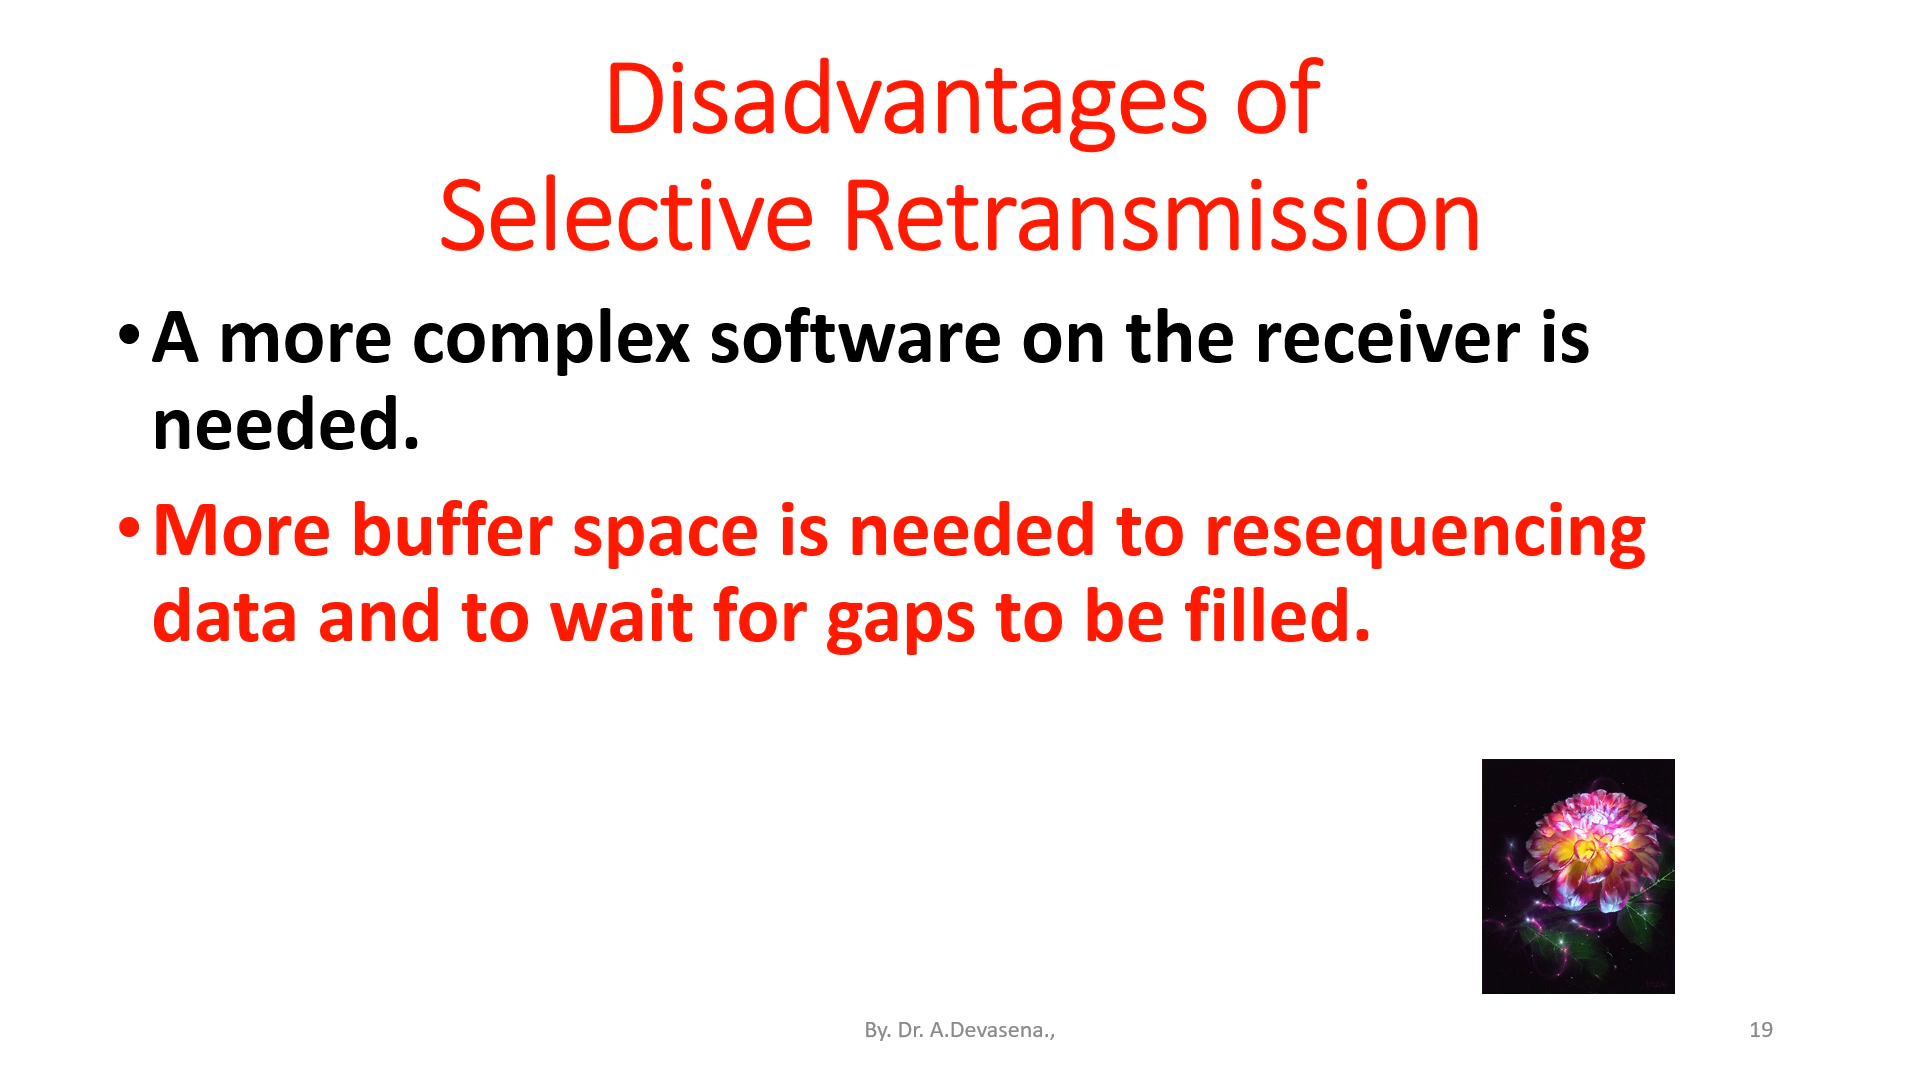 Disadvantages of
Selective Retransmission
•A more complex software on the receiver is
needed.
•More buffer space is needed to resequencing
data and to wait for gaps to be filled.
By. Dr. A.Devasena.,
19